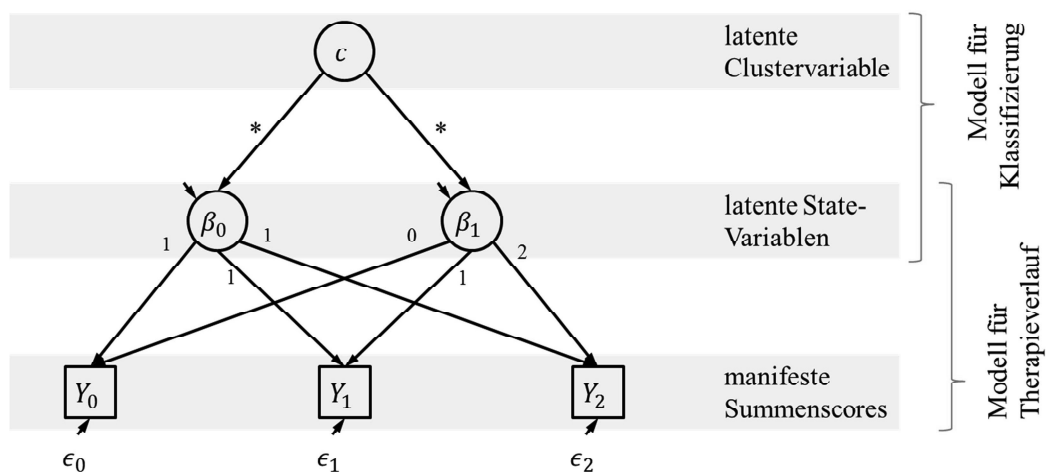 c
latente
Clustervariable
Modell für
Klassifizierung
* *
β₀ β₁
latente State-
Variablen
1 1 0 2
1 1
Modell für
Therapieverlauf
Y₀ Y₁ Y₂
manifeste
Summenscores
ϵ₀ ϵ₁ ϵ₂